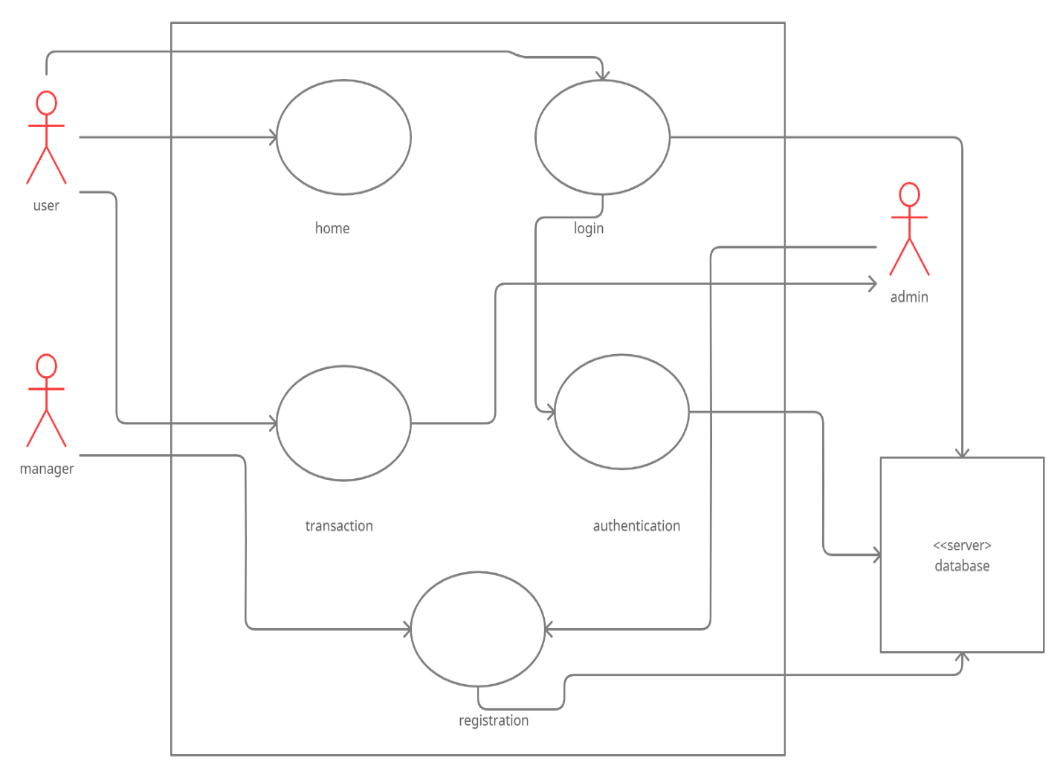 user
home
login
admin
manager
transaction
authentication
<<server>
database
registration